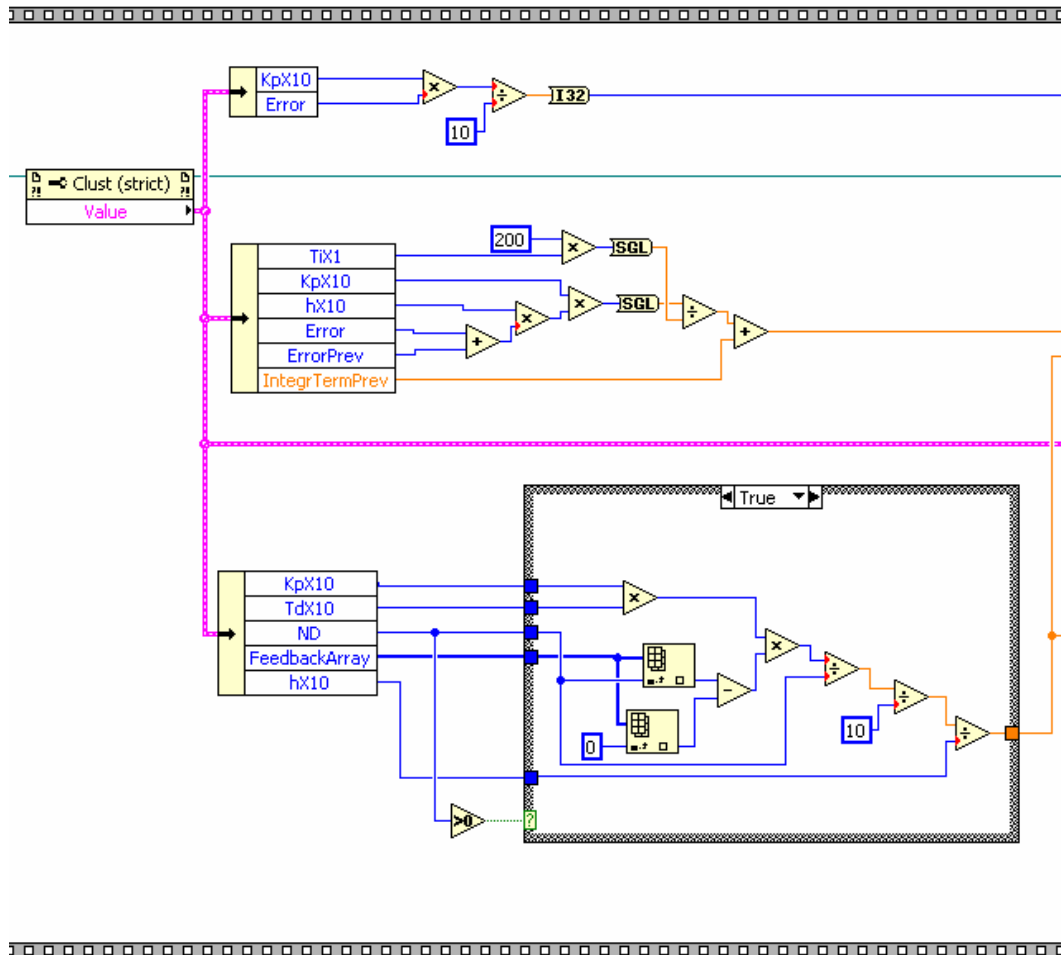 KpX10
Error
10
I32
Clust (strict)
Value
TiX1
KpX10
hX10
Error
ErrorPrev
IntegrTermPrev
200
×
SGL
×
×
SGL
÷
+
+
True
KpX10
TdX10
ND
FeedbackArray
hX10
×
×
÷
÷
÷
-
0
10
>0
?